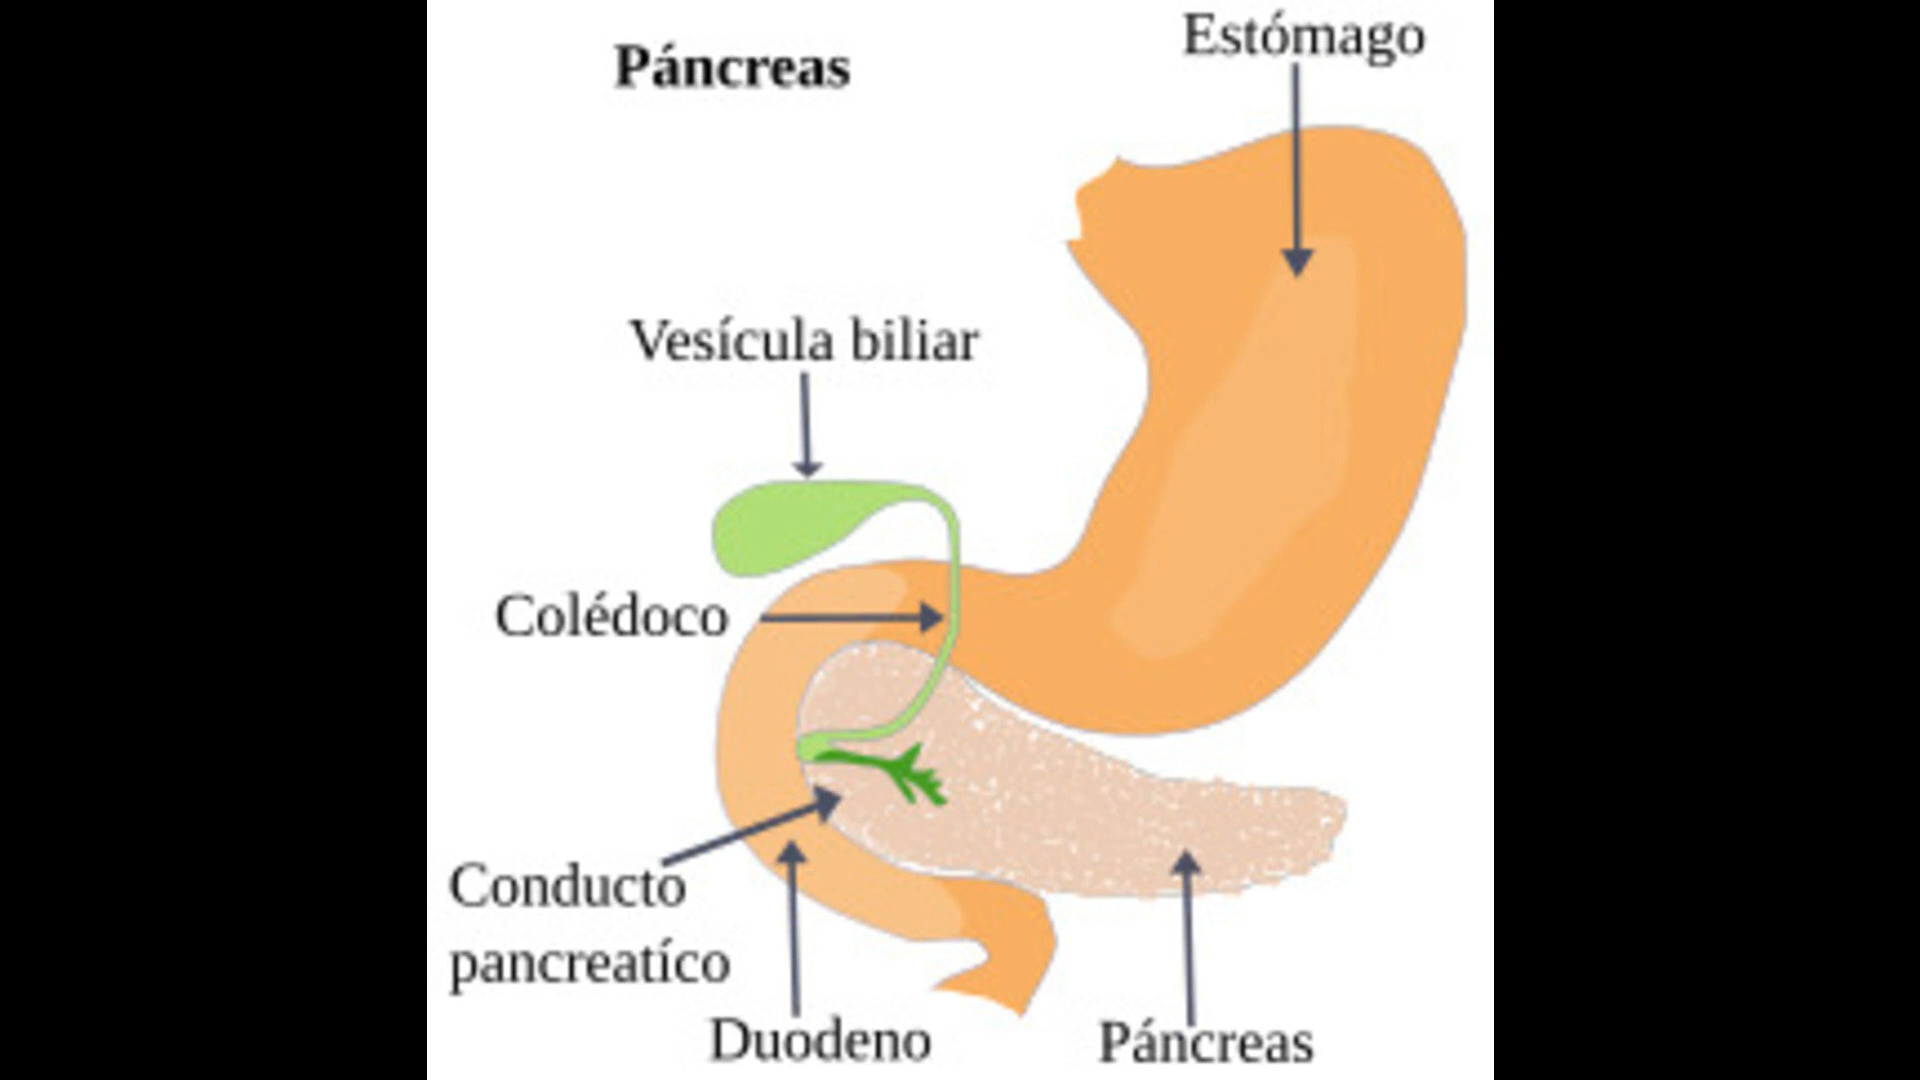 Páncreas
Estómago
Vesícula biliar
Colédoco
Conducto
pancreatíco
Duodeno
Páncreas